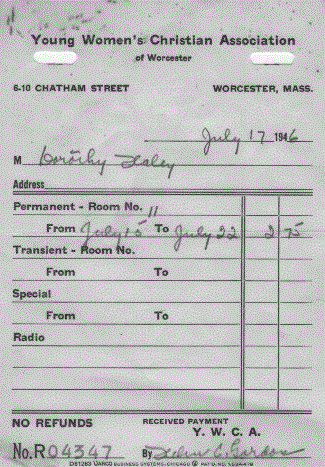 Young Women's Christian Association
of Worcester
6-10 CHATHAM STREET WORCESTER, MASS.
July 17 1946
M Dorothy
Address
Permanent - Room No. 11
From July 15 To July 22 2 75
Transient - Room No.
From To
Special
From To
Radio
NO REFUNDS RECEIVED PAYMENT
Y. W. C. A.
No. R04347 By Helen C.